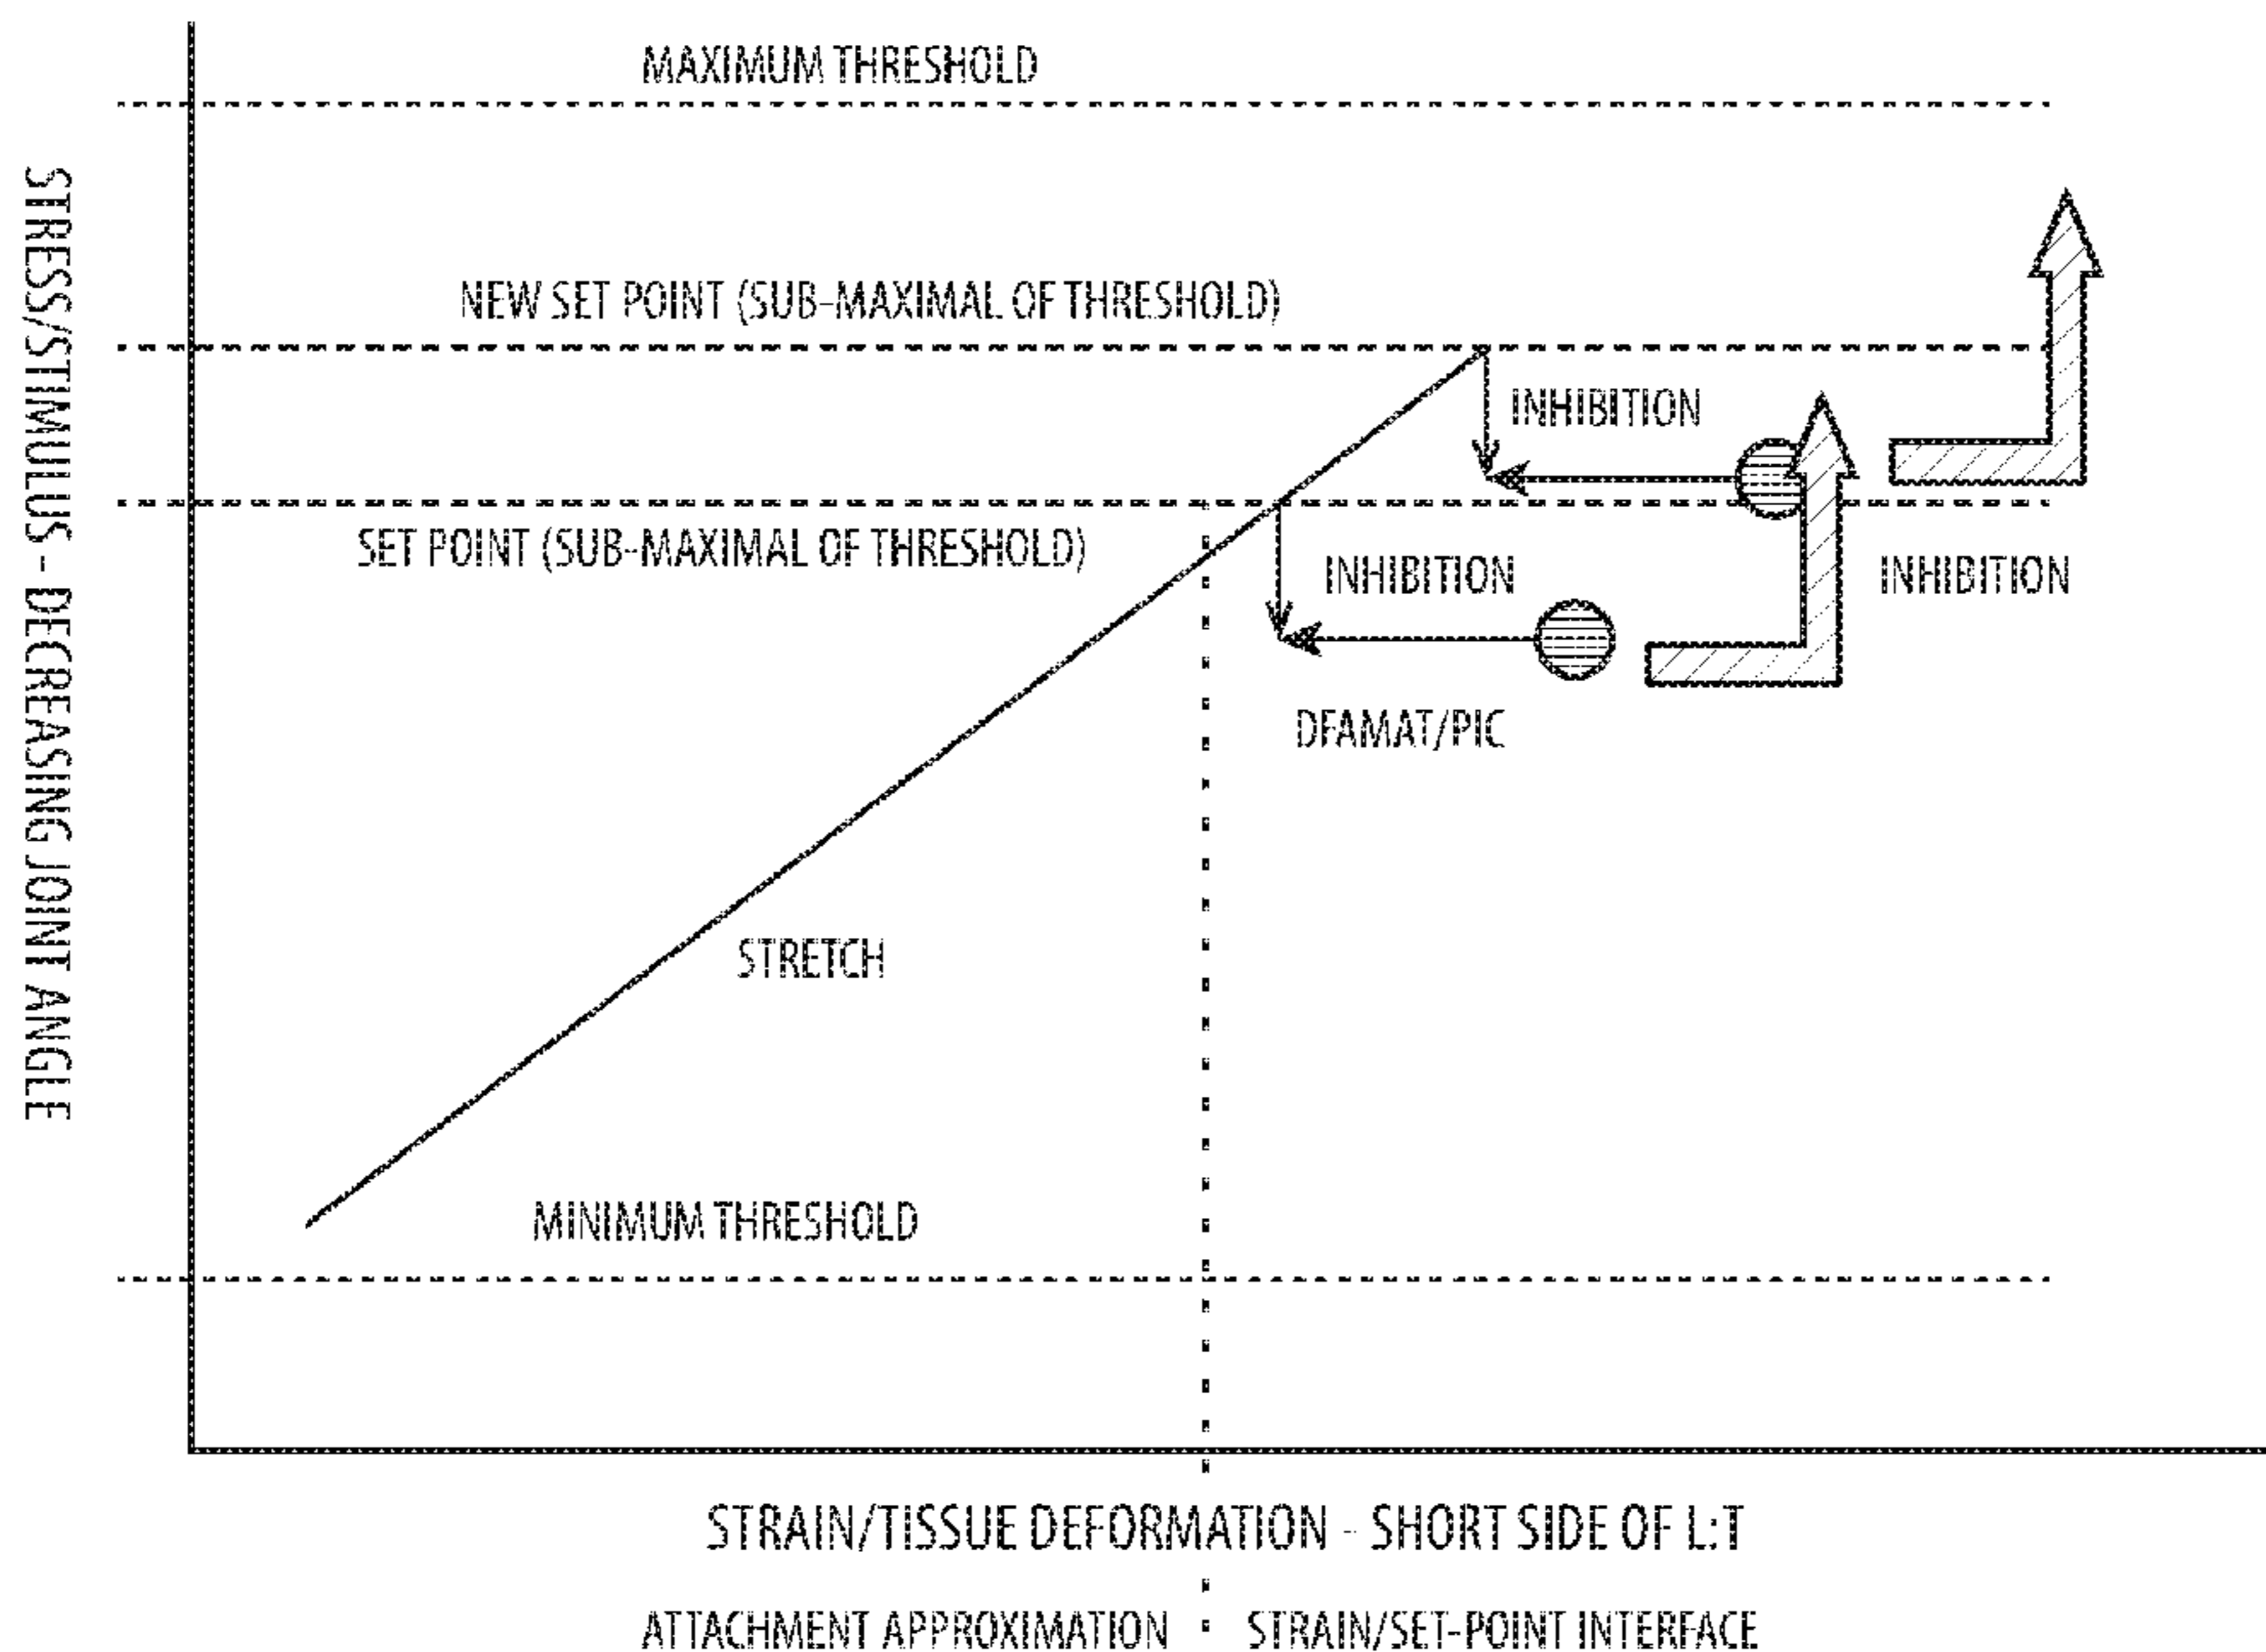 MAXIMUM THRESHOLD
STRESS/STIMULUS - DECREASING JOINT ANGLE
NEW SET POINT (SUB-MAXIMAL OF THRESHOLD)
INHIBITION
SET POINT (SUB-MAXIMAL OF THRESHOLD)
INHIBITION
INHIBITION
DFAMAT/PIC
STRETCH
MINIMUM THRESHOLD
STRAIN/TISSUE DEFORMATION - SHORT SIDE OF L:T
ATTACHMENT APPROXIMATION
STRAIN/SET-POINT INTERFACE